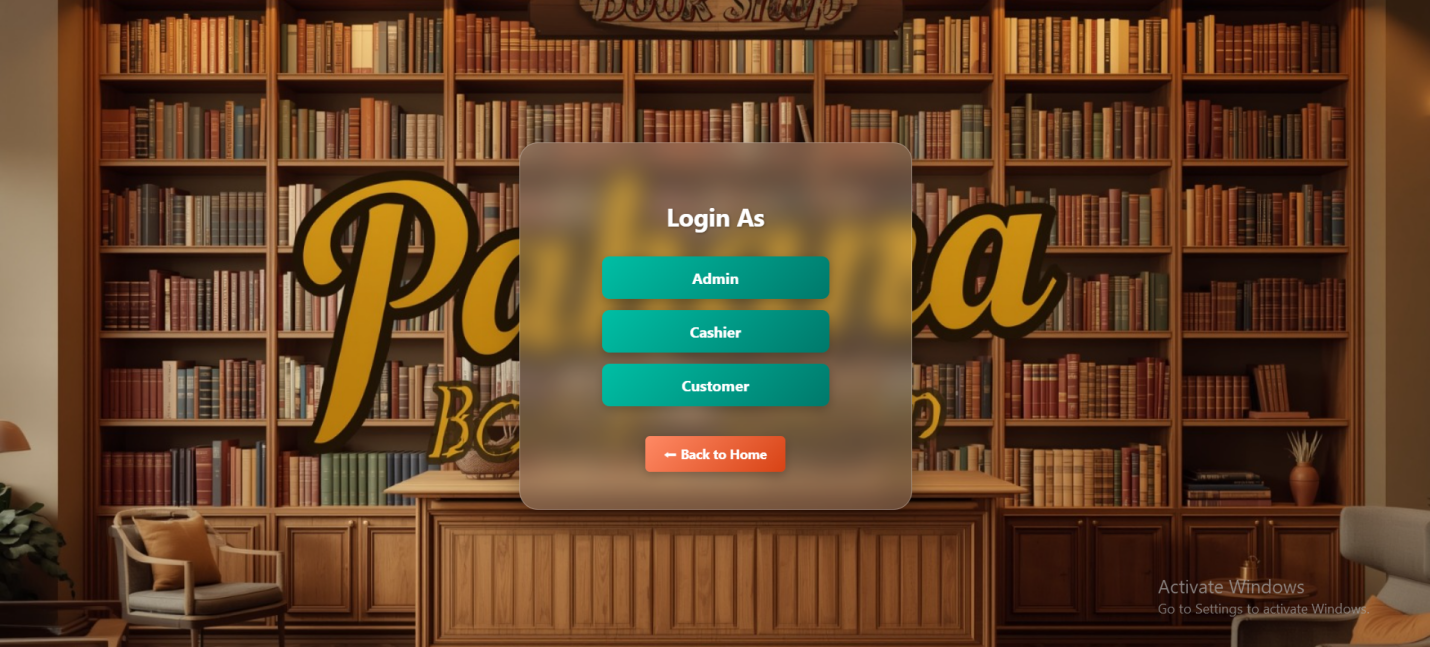 BOOK Shop
Login As
Admin
Cashier
Customer
← Back to Home
Activate Windows
Go to Settings to activate Windows.